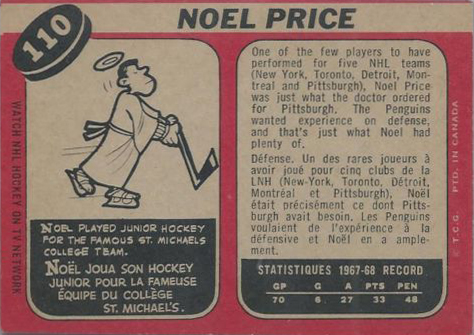 110
NOEL PRICE
WATCH NHL HOCKEY ON TV NETWORK
NOEL PLAYED JUNIOR HOCKEY
FOR THE FAMOUS ST. MICHAELS
COLLEGE TEAM.
NOËL JOUA SON HOCKEY
JUNIOR POUR LA FAMEUSE
ÉQUIPE DU COLLÈGE
ST. MICHAEL'S.
One of the few players to have
performed for five NHL teams
(New York, Toronto, Detroit, Mon-
treal and Pittsburgh), Noel Price
was just what the doctor ordered
for Pittsburgh. The Penguins
wanted experience on defense,
and that's just what Noel had
plenty of.
Défense. Un des rares joueurs à
avoir joué pour cinq clubs de la
LNH (New-York, Toronto, Détroit,
Montréal et Pittsburgh), Noël
était précisément ce dont Pitts-
burgh avait besoin. Les Penguins
voulaient de l'expérience à la
défensive et Noël en a ample-
ment.
STATISTIQUES 1967-68 RECORD
GP G A PTS PEN
70 6 27 33 48
© T.C.G. PTD. IN CANADA